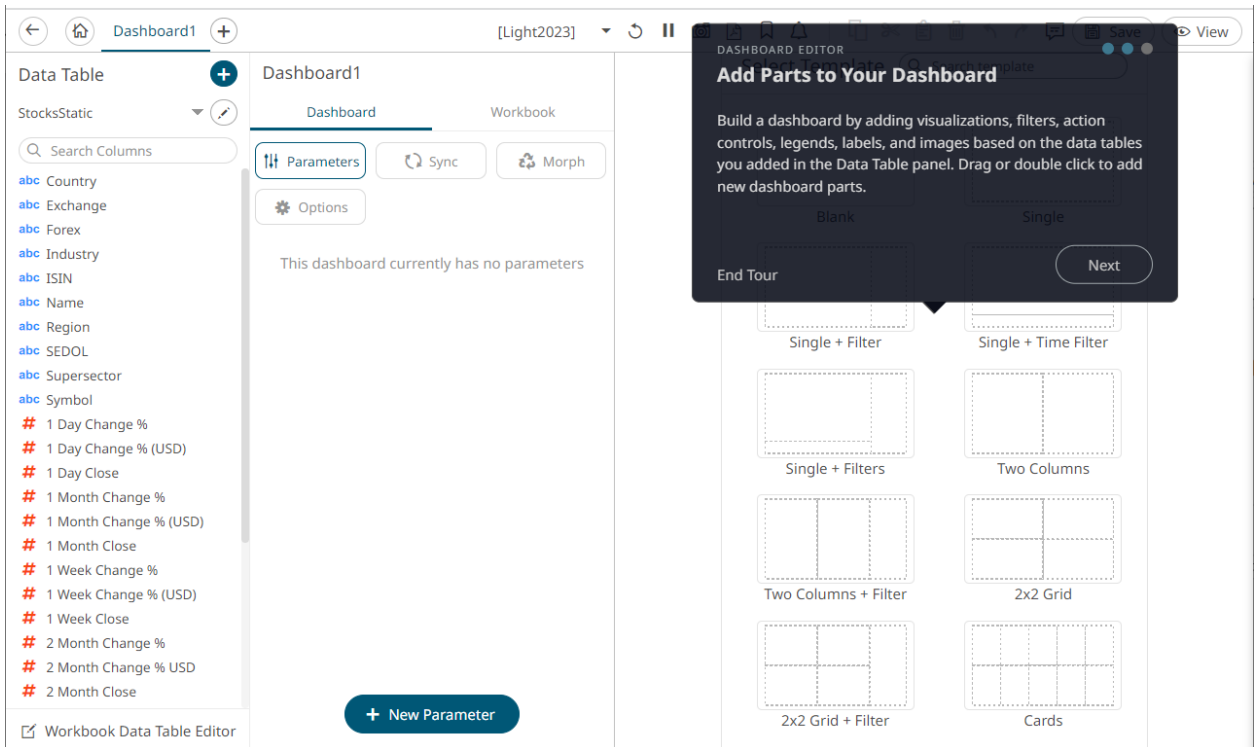 Dashboard1
[Light2023]
Save
View
Data Table
StocksStatic
Search Columns
abc Country
abc Exchange
abc Forex
abc Industry
abc ISIN
abc Name
abc Region
abc SEDOL
abc Supersector
abc Symbol
# 1 Day Change %
# 1 Day Change % (USD)
# 1 Day Close
# 1 Month Change %
# 1 Month Change % (USD)
# 1 Month Close
# 1 Week Change %
# 1 Week Change % (USD)
# 1 Week Close
# 2 Month Change %
# 2 Month Change % USD
# 2 Month Close
Workbook Data Table Editor
Dashboard1
Dashboard
Workbook
Parameters
Sync
Morph
Options
This dashboard currently has no parameters
+ New Parameter
Select Template
Search template
DASHBOARD EDITOR
Add Parts to Your Dashboard
Build a dashboard by adding visualizations, filters, action
controls, legends, labels, and images based on the data tables
you added in the Data Table panel. Drag or double click to add
new dashboard parts.
End Tour
Next
Blank
Single
Single + Filter
Single + Time Filter
Single + Filters
Two Columns
Two Columns + Filter
2x2 Grid
2x2 Grid + Filter
Cards